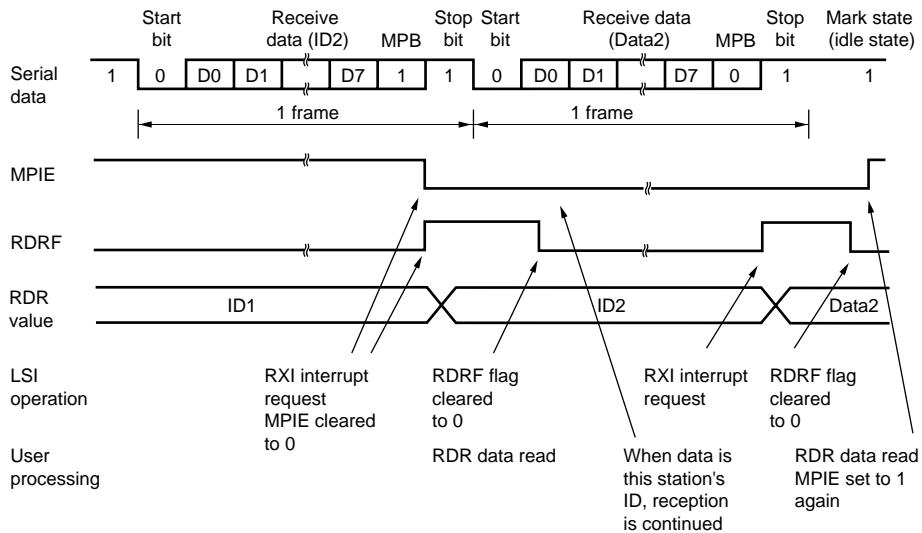 Start bit
Receive data (ID2)
MPB
Stop bit
Start bit
Receive data (Data2)
MPB
Stop bit
Mark state (idle state)
Serial data
1 0 D0 D1 D7 1 1 0 D0 D1 D7 0 1 1
1 frame
1 frame
MPIE
RDRF
RDR value
ID1
ID2
Data2
LSI operation
RXI interrupt
request
MPIE cleared
to 0
RDRF flag
cleared
to 0
RXI interrupt
request
RDRF flag
cleared
to 0
User processing
RDR data read
When data is
this station's
ID, reception
is continued
RDR data read
MPIE set to 1
again